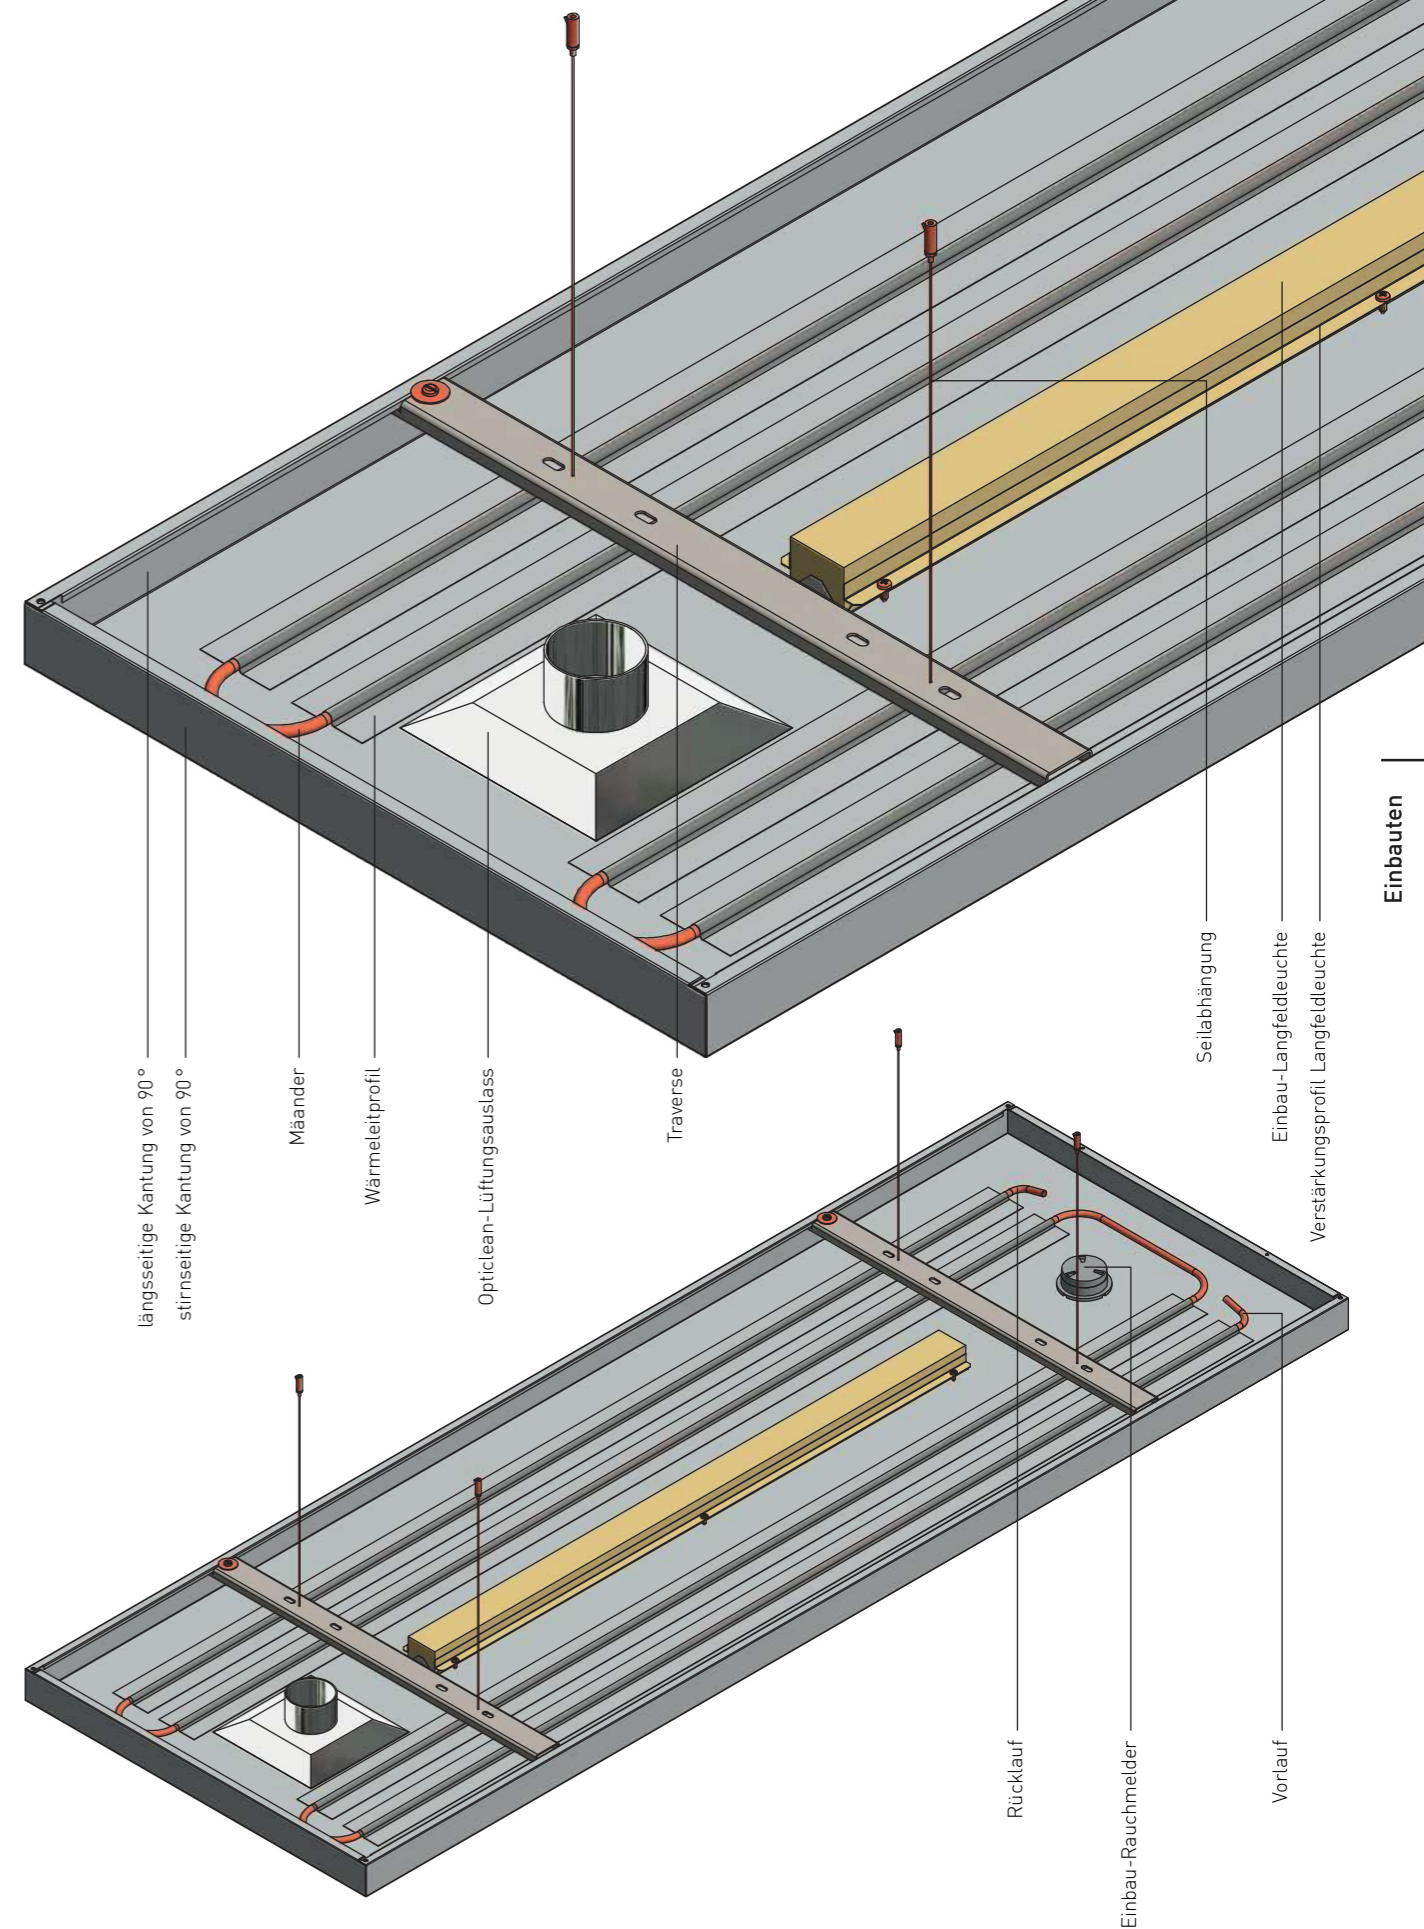 Einbauten
längsseitige Kantung von 90°
stirnseitige Kantung von 90°
Mäander
Wärmeleitprofil
Opticlean-Lüftungsauslass
Traverse
Seilabhängung
Einbau-Langfeldleuchte
Verstärkungsprofil Langfeldleuchte
Rücklauf
Einbau-Rauchmelder
Vorlauf